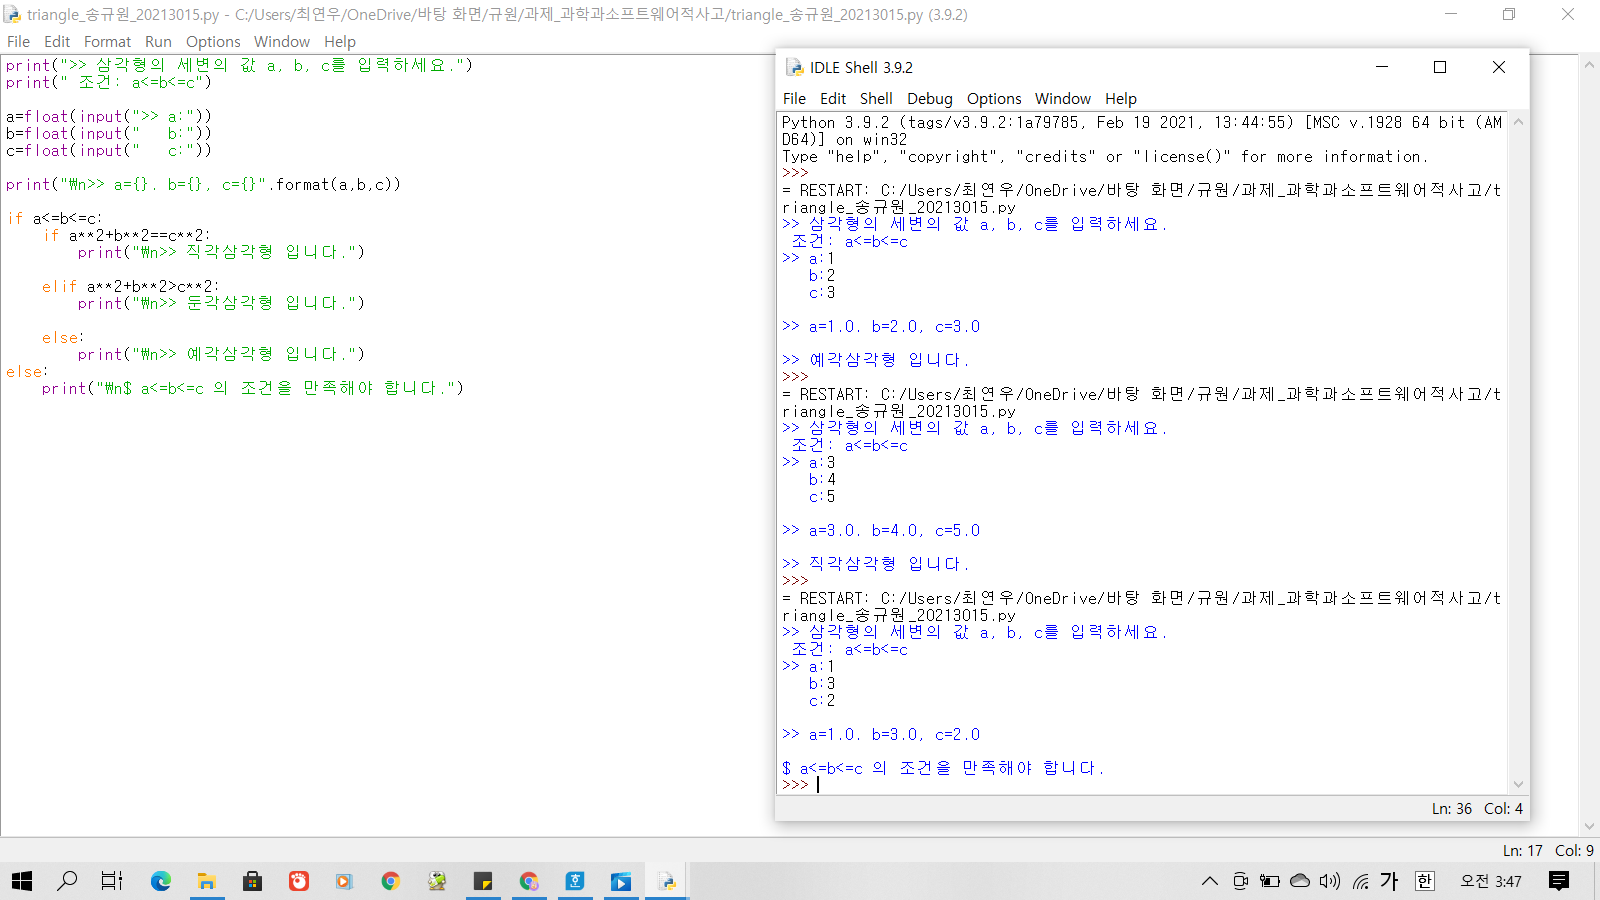 triangle_송규원_20213015.py - C:/Users/최연우/OneDrive/바탕 화면/규원/과제_과학과소프트웨어적사고/triangle_송규원_20213015.py (3.9.2)
File Edit Format Run Options Window Help
print(">> 삼각형의 세변의 값 a, b, c를 입력하세요.")
print(" 조건: a<=b<=c")
a=float(input(">> a:"))
b=float(input("   b:"))
c=float(input("   c:"))
print("₩n>> a={}. b={}, c={}".format(a,b,c))
if a<=b<=c:
    if a**2+b**2==c**2:
        print("₩n>> 직각삼각형 입니다.")
    elif a**2+b**2>c**2:
        print("₩n>> 둔각삼각형 입니다.")
    else:
        print("₩n>> 예각삼각형 입니다.")
else:
    print("₩n$ a<=b<=c 의 조건을 만족해야 합니다.")
IDLE Shell 3.9.2
File Edit Shell Debug Options Window Help
Python 3.9.2 (tags/v3.9.2:1a79785, Feb 19 2021, 13:44:55) [MSC v.1928 64 bit (AM
D64)] on win32
Type "help", "copyright", "credits" or "license()" for more information.
>>>
= RESTART: C:/Users/최연우/OneDrive/바탕 화면/규원/과제_과학과소프트웨어적사고/t
riangle_송규원_20213015.py
>> 삼각형의 세변의 값 a, b, c를 입력하세요.
 조건: a<=b<=c
>> a:1
   b:2
   c:3
>> a=1.0. b=2.0, c=3.0
>> 예각삼각형 입니다.
>>>
= RESTART: C:/Users/최연우/OneDrive/바탕 화면/규원/과제_과학과소프트웨어적사고/t
riangle_송규원_20213015.py
>> 삼각형의 세변의 값 a, b, c를 입력하세요.
 조건: a<=b<=c
>> a:3
   b:4
   c:5
>> a=3.0. b=4.0, c=5.0
>> 직각삼각형 입니다.
>>>
= RESTART: C:/Users/최연우/OneDrive/바탕 화면/규원/과제_과학과소프트웨어적사고/t
riangle_송규원_20213015.py
>> 삼각형의 세변의 값 a, b, c를 입력하세요.
 조건: a<=b<=c
>> a:1
   b:3
   c:2
>> a=1.0. b=3.0, c=2.0
$ a<=b<=c 의 조건을 만족해야 합니다.
>>>
Ln: 36 Col: 4
Ln: 17 Col: 9
가 한 오전 3:47